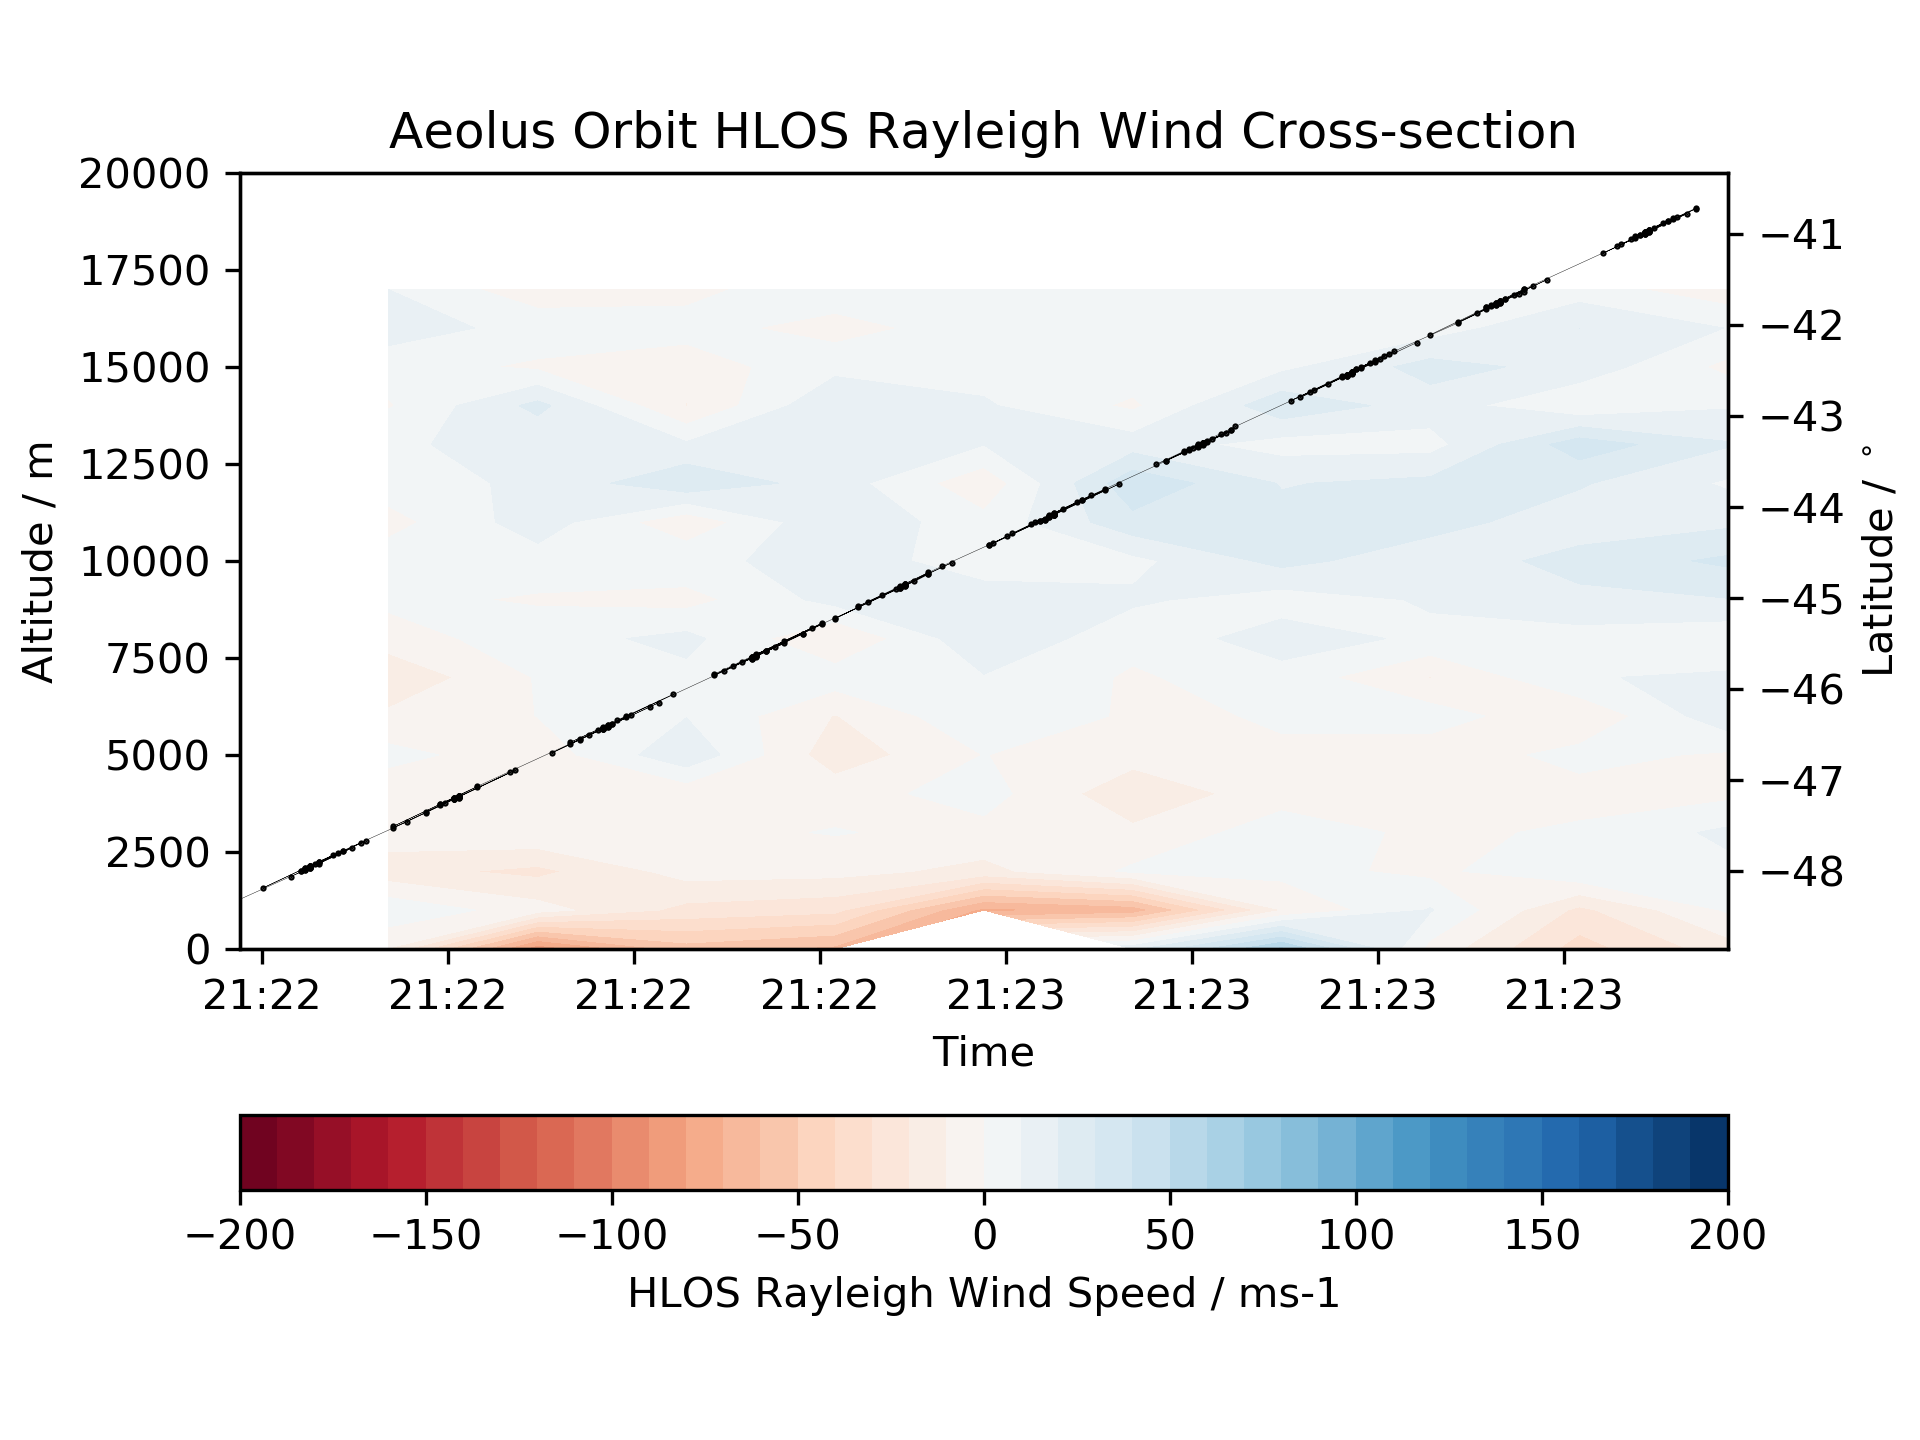 Aeolus Orbit HLOS Rayleigh Wind Cross-section
20000
17500
15000
12500
10000
7500
5000
2500
0
Altitude / m
−41
−42
−43
−44
−45
−46
−47
−48
Latitude / °
21:22 21:22 21:22 21:22 21:23 21:23 21:23 21:23
Time
−200 −150 −100 −50 0 50 100 150 200
HLOS Rayleigh Wind Speed / ms-1